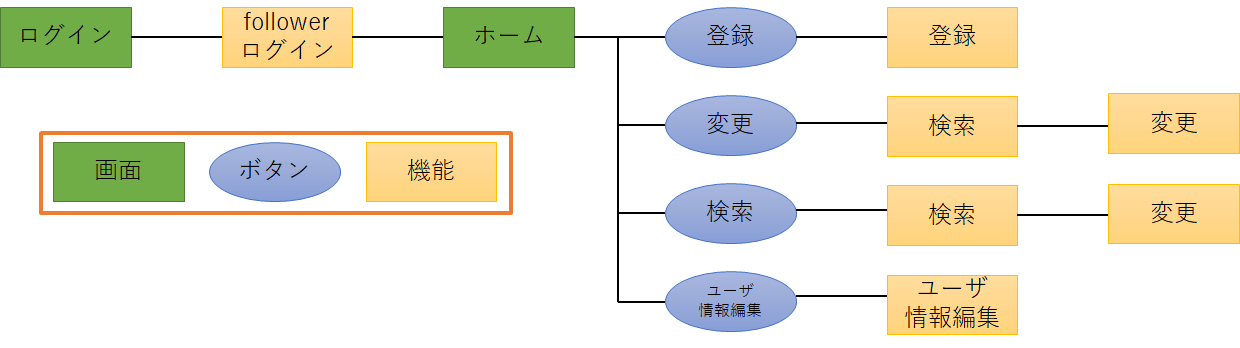 ログイン
follower
ログイン
ホーム
登録
登録
変更
検索
変更
画面
ボタン
機能
検索
検索
変更
ユーザ
情報編集
ユーザ
情報編集